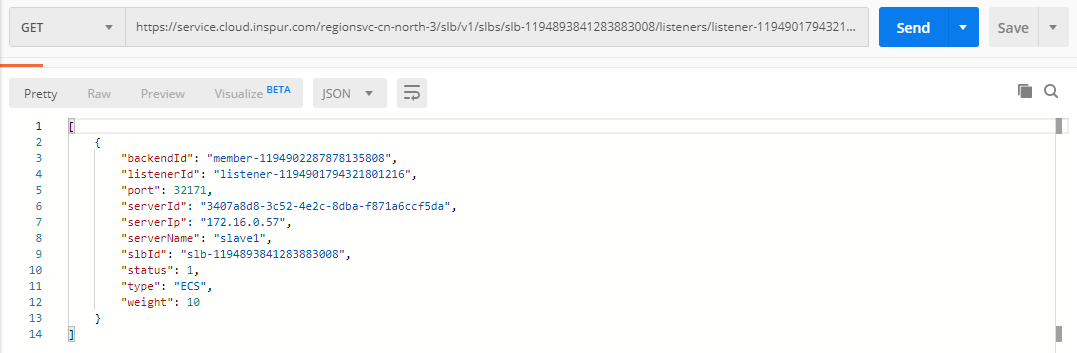 GET https://service.cloud.inspur.com/regionsvc-cn-north-3/slb/v1/slbs/slb-1194893841283883008/listeners/listener-1194901794321... Send Save
Pretty Raw Preview Visualize BETA JSON
1 [
2 {
3 "backendId": "member-1194902287878135808",
4 "listenerId": "listener-1194901794321801216",
5 "port": 32171,
6 "serverId": "3407a8d8-3c52-4e2c-8dba-f871a6ccf5da",
7 "serverIp": "172.16.0.57",
8 "serverName": "slave1",
9 "slbId": "slb-1194893841283883008",
10 "status": 1,
11 "type": "ECS",
12 "weight": 10
13 }
14 ]